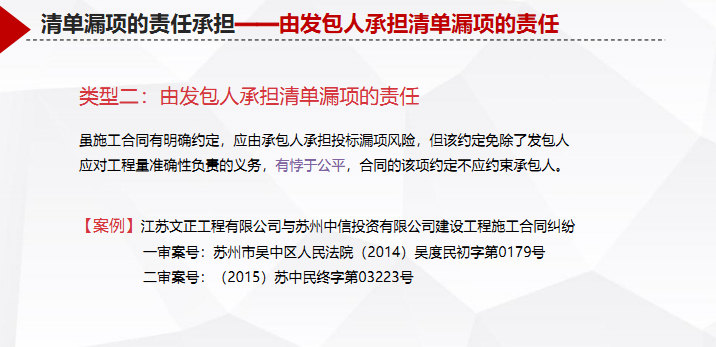 清单漏项的责任承担——由发包人承担清单漏项的责任
类型二：由发包人承担清单漏项的责任
虽施工合同有明确约定，应由承包人承担投标漏项风险，但该约定免除了发包人
应对工程量准确性负责的义务，有悖于公平，合同的该项约定不应约束承包人。
【案例】江苏文正工程有限公司与苏州中信投资有限公司建设工程施工合同纠纷
一审案号：苏州市吴中区人民法院（2014）吴度民初字第0179号
二审案号：（2015）苏中民终字第03223号